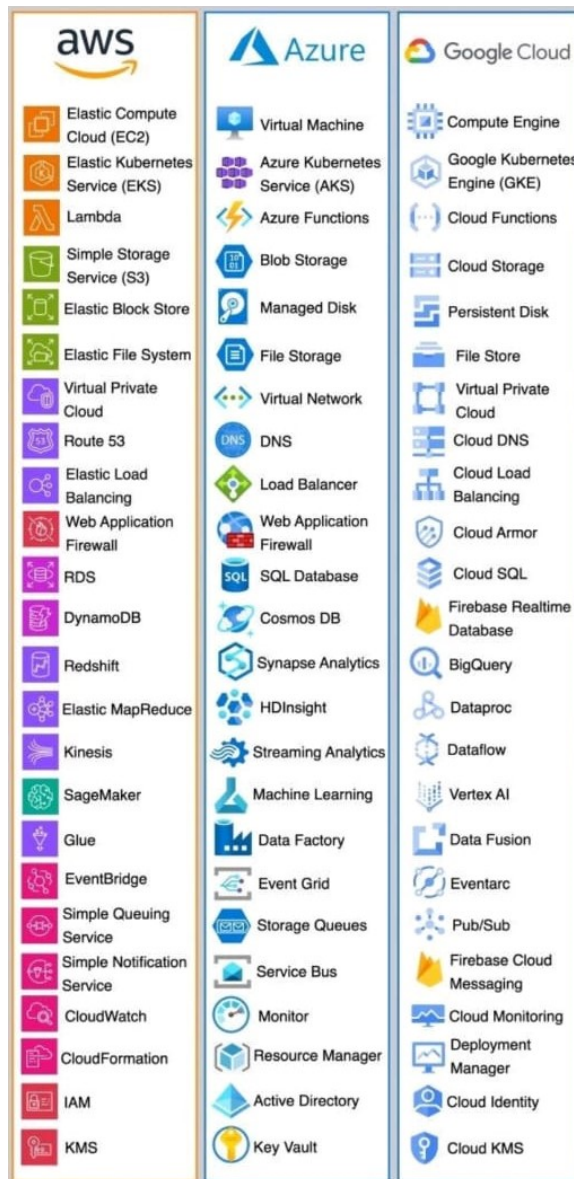 aws
Elastic Compute
Cloud (EC2)
Elastic Kubernetes
Service (EKS)
Lambda
Simple Storage
Service (S3)
Elastic Block Store
Elastic File System
Virtual Private
Cloud
53
Route 53
Elastic Load
Balancing
Web Application
Firewall
RDS
DynamoDB
Redshift
Elastic MapReduce
Kinesis
SageMaker
Glue
EventBridge
Simple Queuing
Service
Simple Notification
Service
CloudWatch
CloudFormation
IAM
KMS
Azure
Virtual Machine
Azure Kubernetes
Service (AKS)
Azure Functions
10
01
Blob Storage
Managed Disk
File Storage
Virtual Network
DNS
DNS
Load Balancer
Web Application
Firewall
SQL
SQL Database
Cosmos DB
Synapse Analytics
HDInsight
Streaming Analytics
Machine Learning
Data Factory
Event Grid
Storage Queues
Service Bus
Monitor
Resource Manager
Active Directory
Key Vault
Google Cloud
Compute Engine
Google Kubernetes
Engine (GKE)
Cloud Functions
Cloud Storage
Persistent Disk
File Store
Virtual Private
Cloud
Cloud DNS
Cloud Load
Balancing
Cloud Armor
Cloud SQL
Firebase Realtime
Database
BigQuery
Dataproc
Dataflow
Vertex AI
Data Fusion
Eventarc
Pub/Sub
Firebase Cloud
Messaging
Cloud Monitoring
Deployment
Manager
Cloud Identity
Cloud KMS